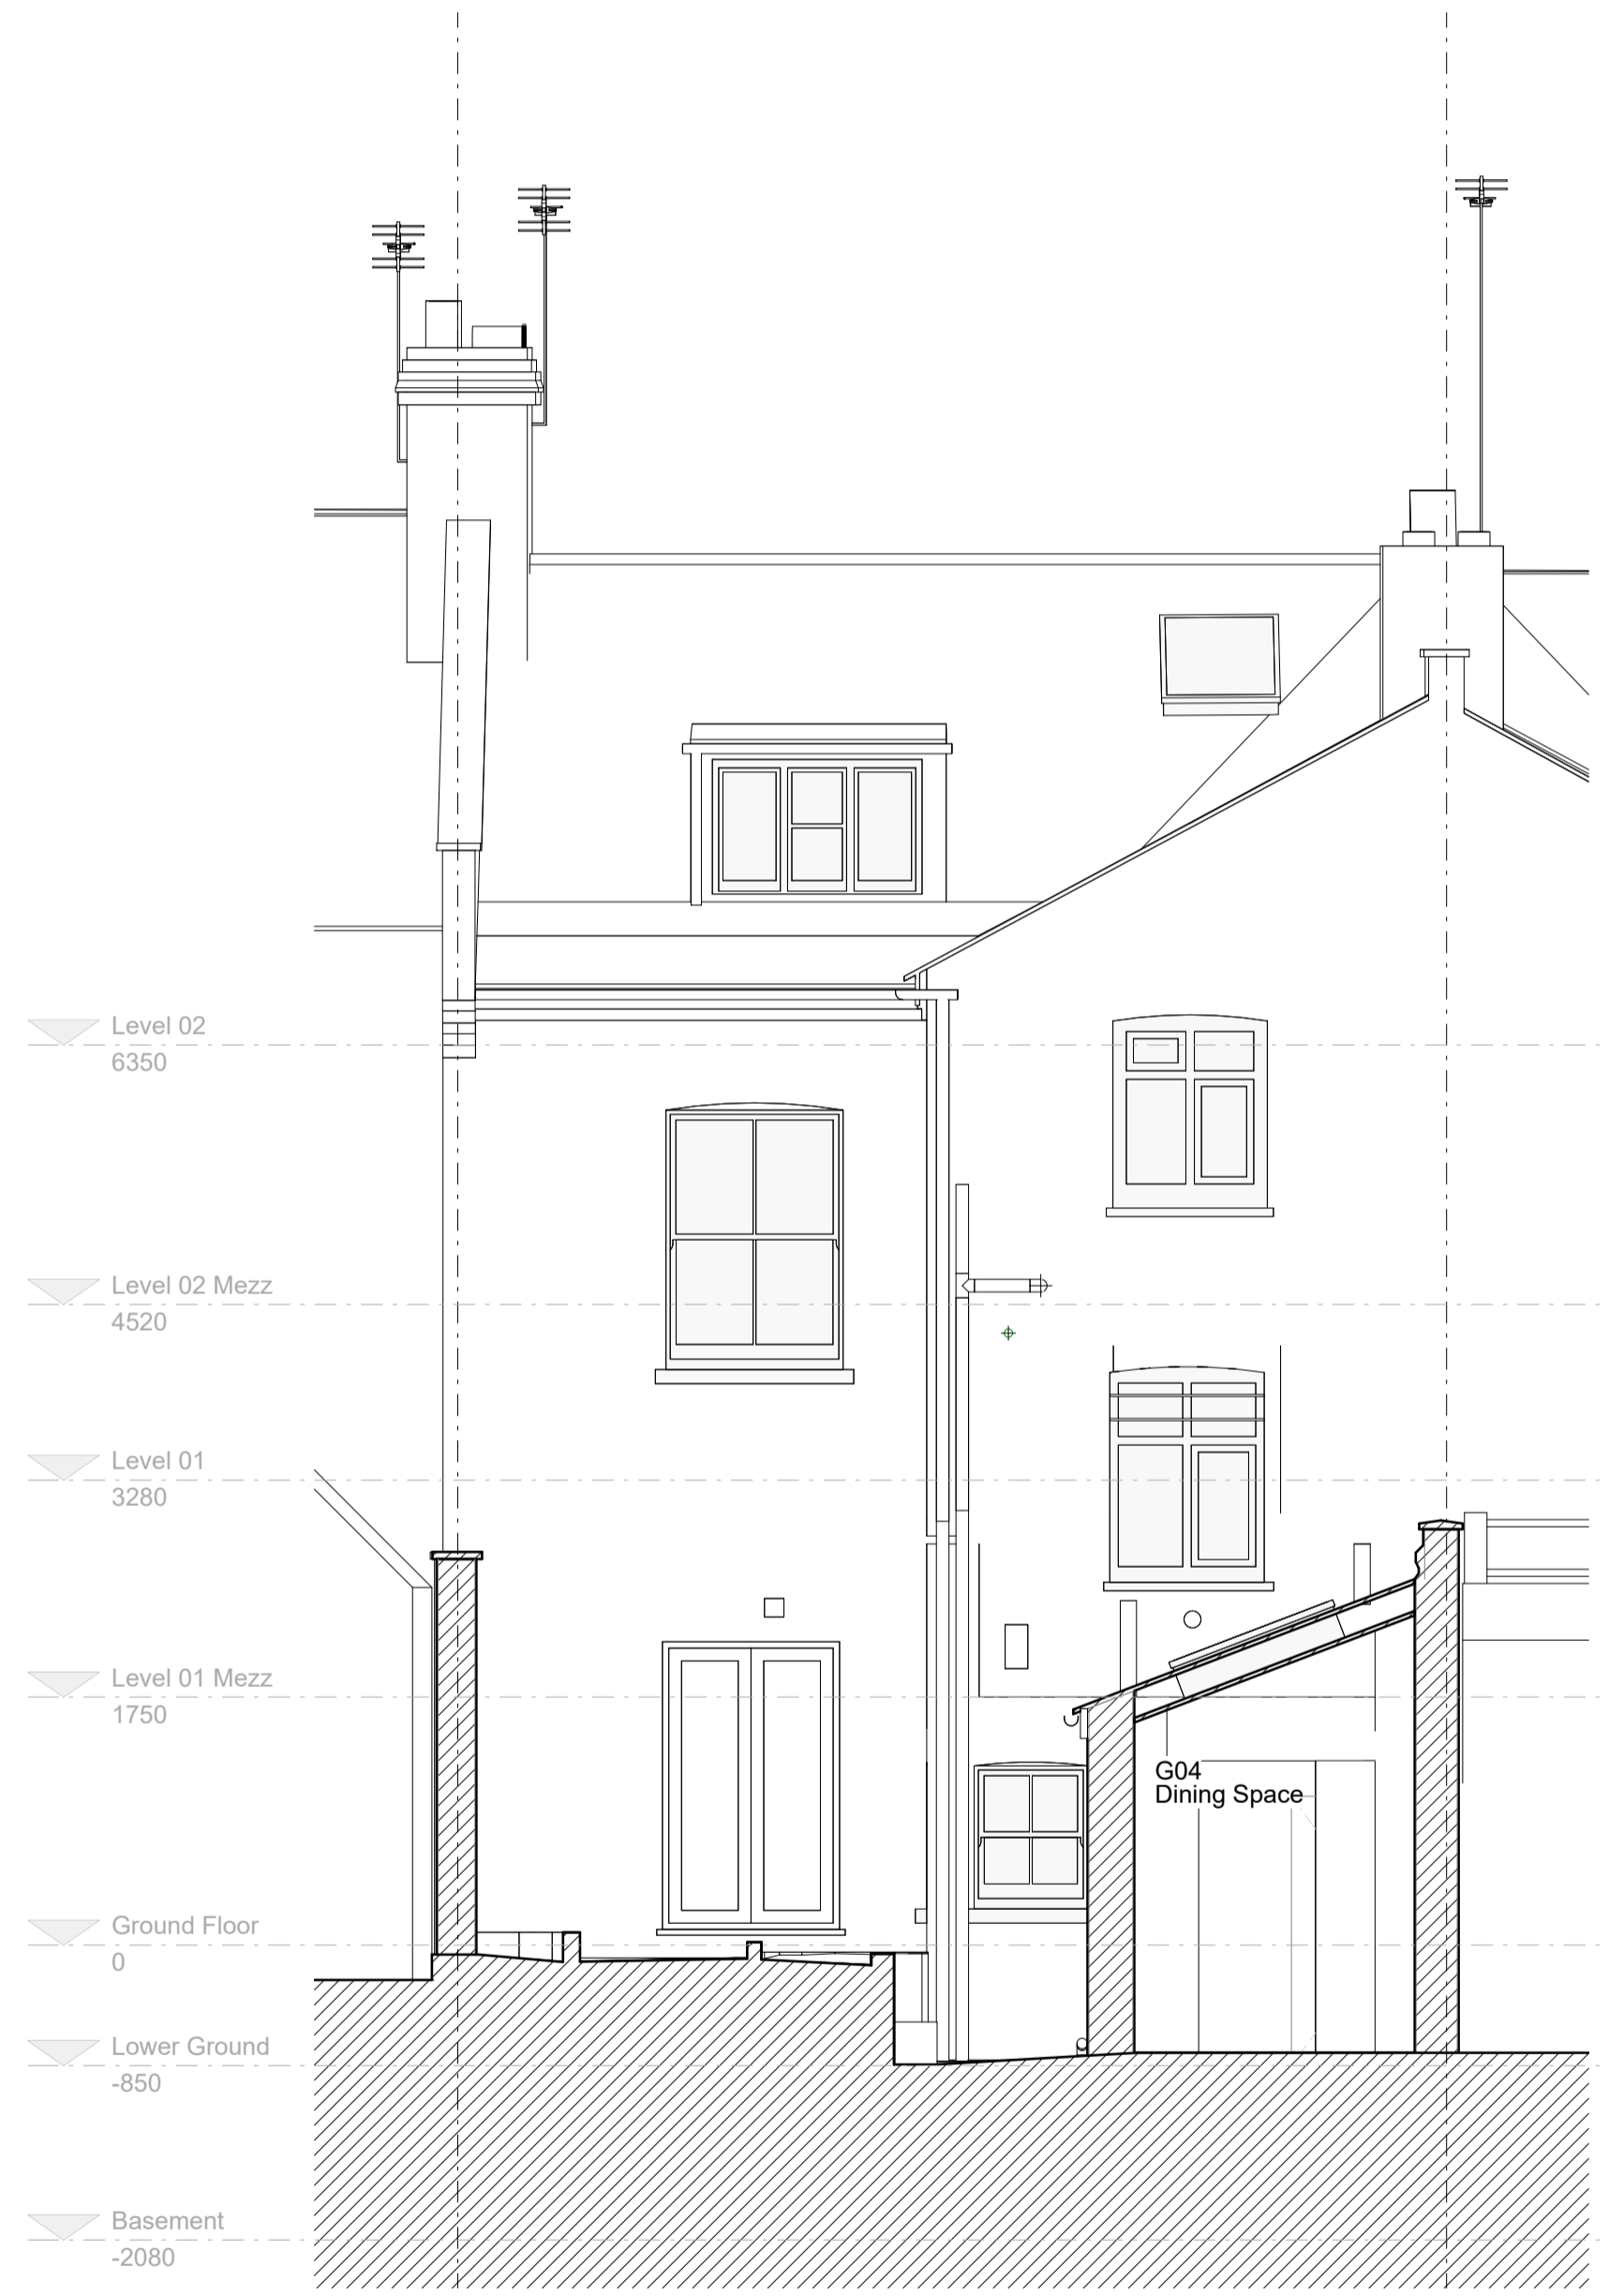 Level 02
6350
Level 02 Mezz
4520
Level 01
3280
Level 01 Mezz
1750
G04
Dining Space
Ground Floor
0
Lower Ground
-850
Basement
-2080